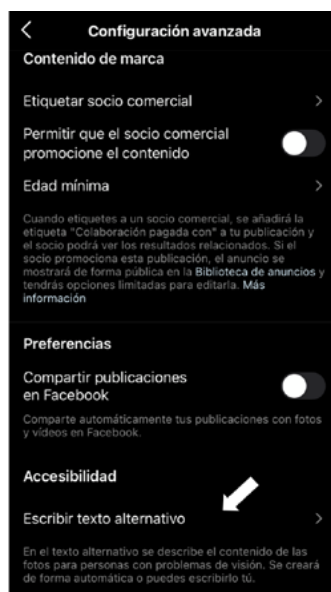 Configuración avanzada
Contenido de marca
Etiquetar socio comercial
Permitir que el socio comercial
promocione el contenido
Edad mínima
Cuando etiquetes a un socio comercial, se añadirá la
etiqueta "Colaboración pagada con" a tu publicación y
el socio podrá ver los resultados relacionados. Si el
socio promociona esta publicación, el anuncio se
mostrará de forma pública en la Biblioteca de anuncios y
tendrás opciones limitadas para editarla. Más
información
Preferencias
Compartir publicaciones
en Facebook
Comparte automáticamente tus publicaciones con fotos
y vídeos en Facebook.
Accesibilidad
Escribir texto alternativo
En el texto alternativo se describe el contenido de las
fotos para personas con problemas de visión. Se creará
de forma automática o puedes escribirlo tú.